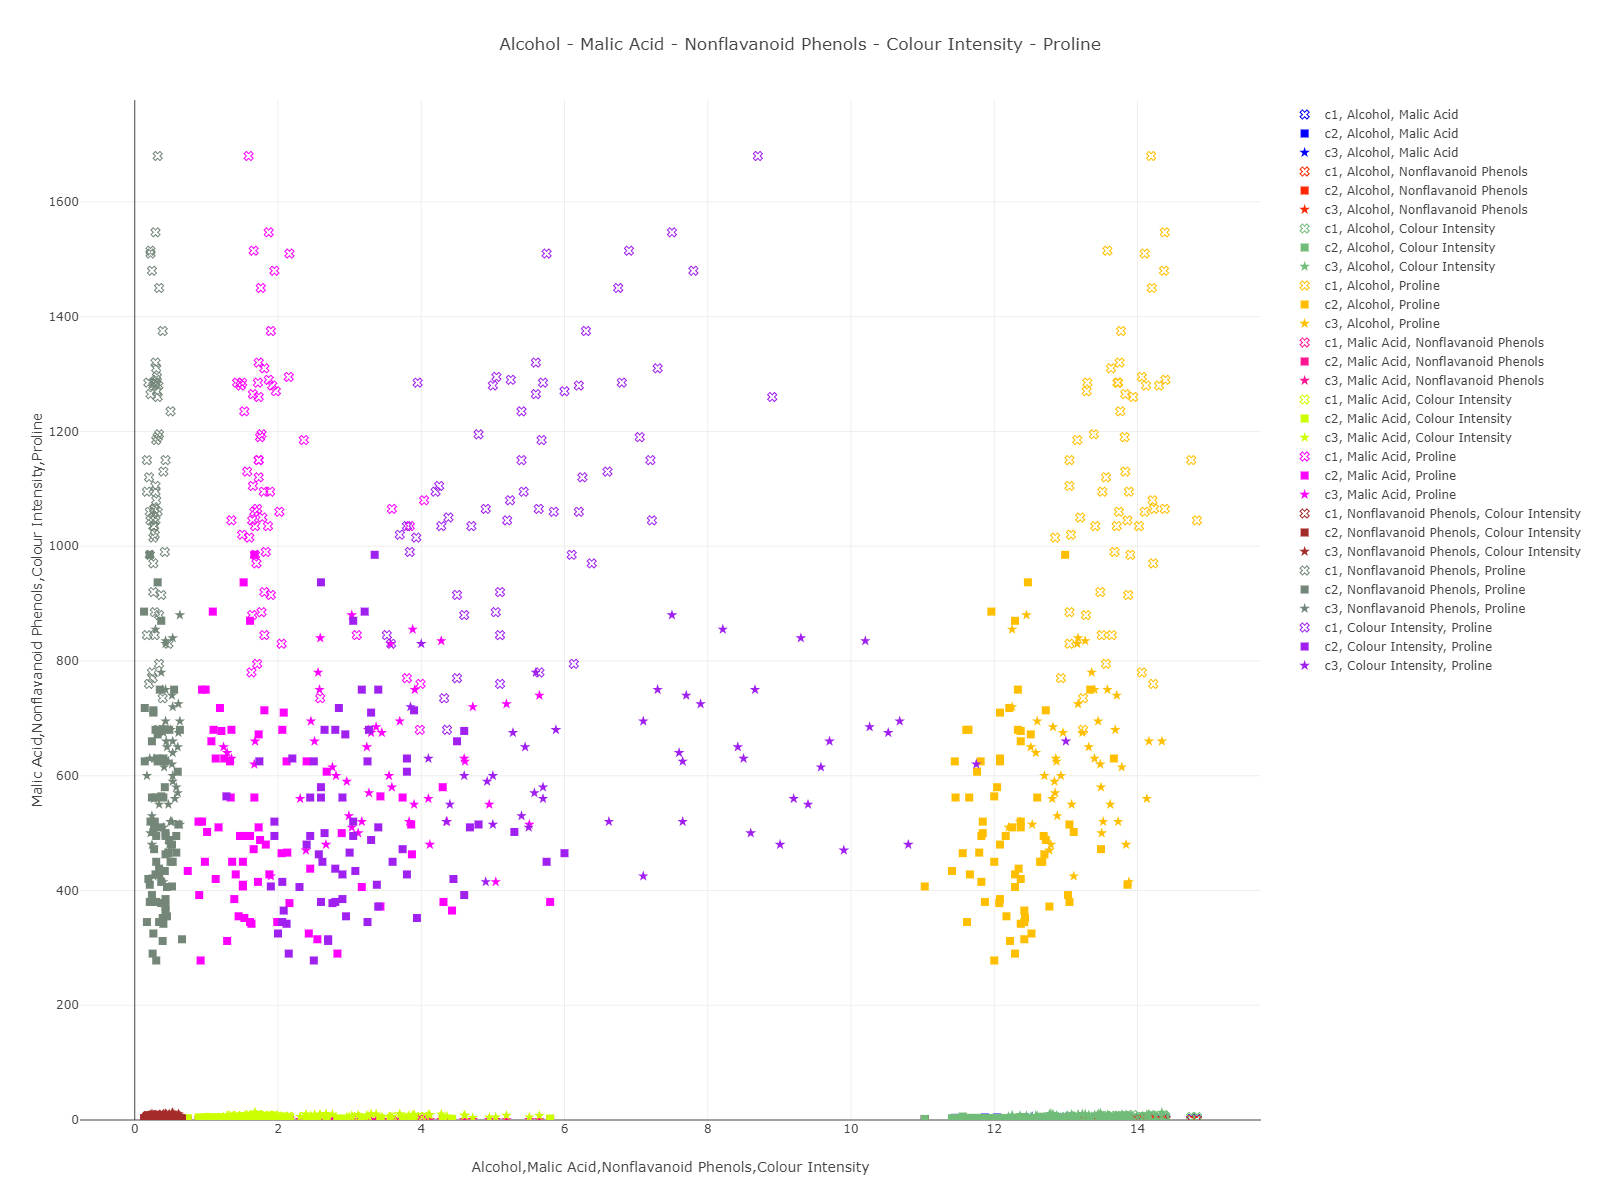 Alcohol - Malic Acid - Nonflavanoid Phenols - Colour Intensity - Proline
c1, Alcohol, Malic Acid
c2, Alcohol, Malic Acid
c3, Alcohol, Malic Acid
c1, Alcohol, Nonflavanoid Phenols
c2, Alcohol, Nonflavanoid Phenols
c3, Alcohol, Nonflavanoid Phenols
c1, Alcohol, Colour Intensity
c2, Alcohol, Colour Intensity
c3, Alcohol, Colour Intensity
c1, Alcohol, Proline
c2, Alcohol, Proline
c3, Alcohol, Proline
c1, Malic Acid, Nonflavanoid Phenols
c2, Malic Acid, Nonflavanoid Phenols
c3, Malic Acid, Nonflavanoid Phenols
c1, Malic Acid, Colour Intensity
c2, Malic Acid, Colour Intensity
c3, Malic Acid, Colour Intensity
c1, Malic Acid, Proline
c2, Malic Acid, Proline
c3, Malic Acid, Proline
c1, Nonflavanoid Phenols, Colour Intensity
c2, Nonflavanoid Phenols, Colour Intensity
c3, Nonflavanoid Phenols, Colour Intensity
c1, Nonflavanoid Phenols, Proline
c2, Nonflavanoid Phenols, Proline
c3, Nonflavanoid Phenols, Proline
c1, Colour Intensity, Proline
c2, Colour Intensity, Proline
c3, Colour Intensity, Proline
Malic Acid,Nonflavanoid Phenols,Colour Intensity,Proline
1600
1400
1200
1000
800
600
400
200
0
0 2 4 6 8 10 12 14
Alcohol,Malic Acid,Nonflavanoid Phenols,Colour Intensity